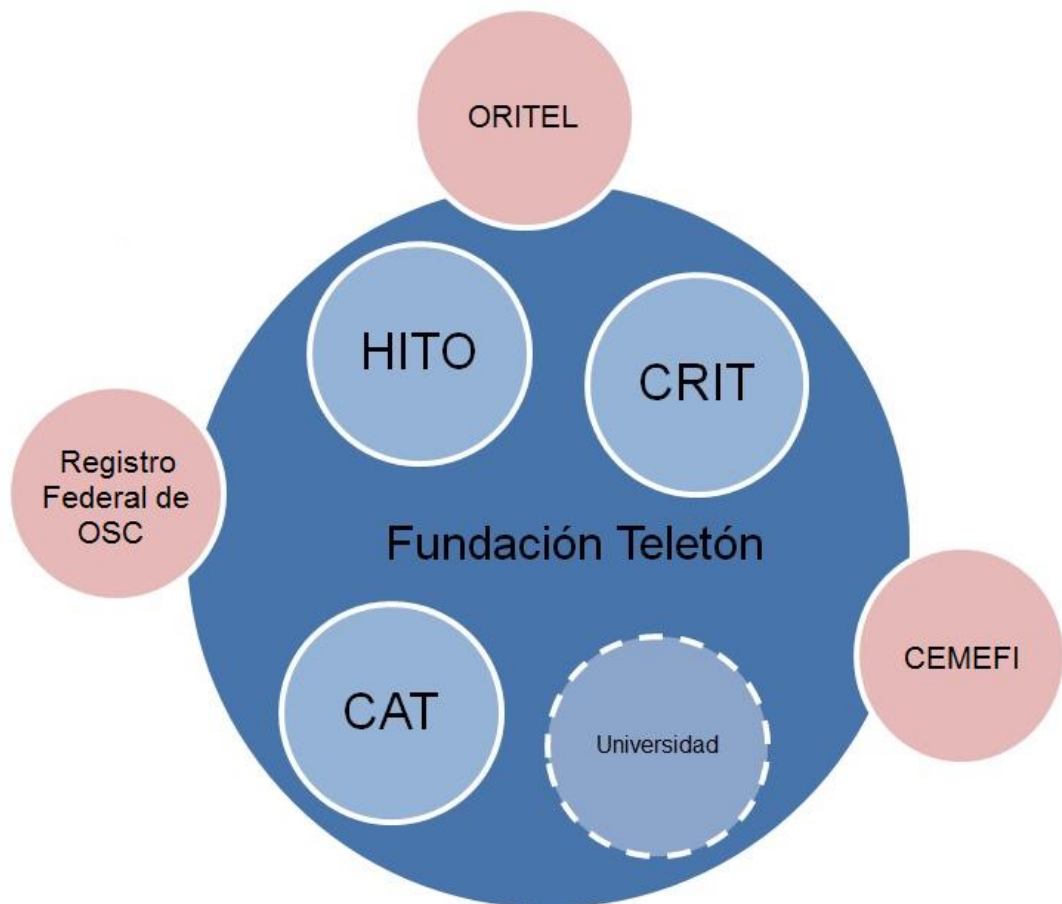 ORITEL
HITO
CRIT
Registro
Federal de
OSC
Fundación Teletón
CEMEFI
CAT
Universidad